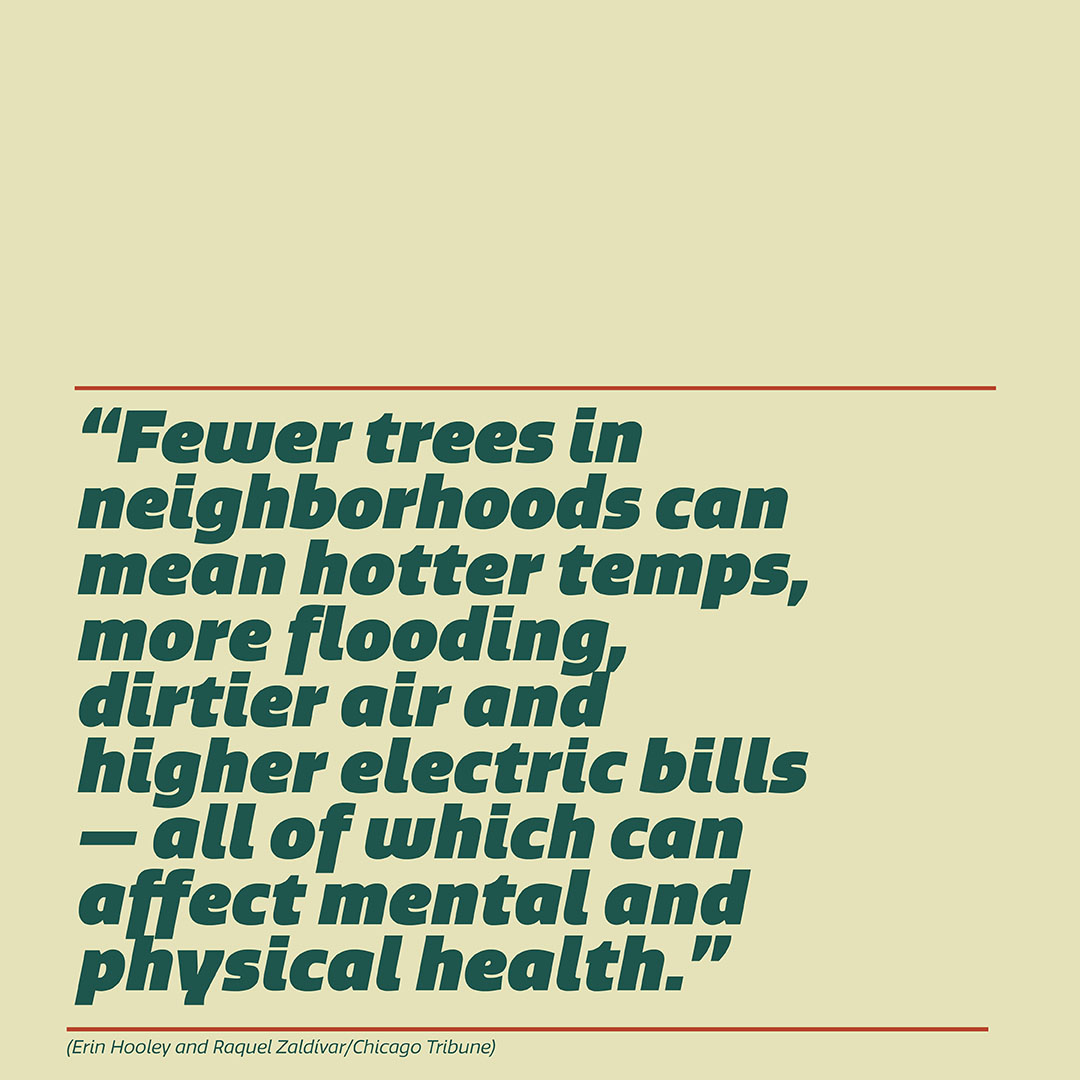 “Fewer trees in
neighborhoods can
mean hotter temps,
more flooding,
dirtier air and
higher electric bills
— all of which can
affect mental and
physical health.”
(Erin Hooley and Raquel Zaldívar/Chicago Tribune)